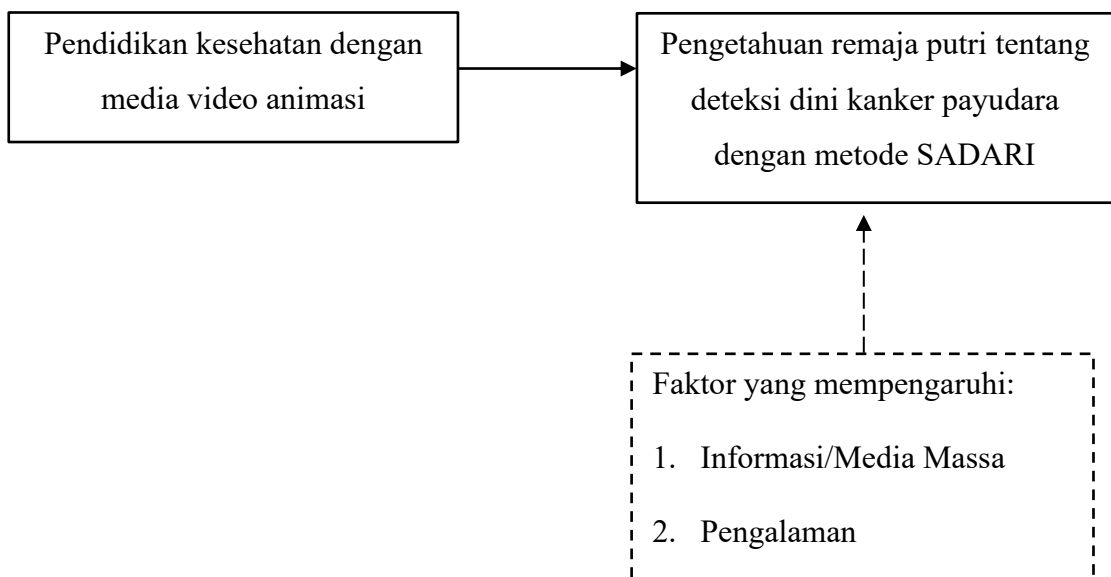 Pendidikan kesehatan dengan
media video animasi
Pengetahuan remaja putri tentang
deteksi dini kanker payudara
dengan metode SADARI
Faktor yang mempengaruhi:
1. Informasi/Media Massa
2. Pengalaman